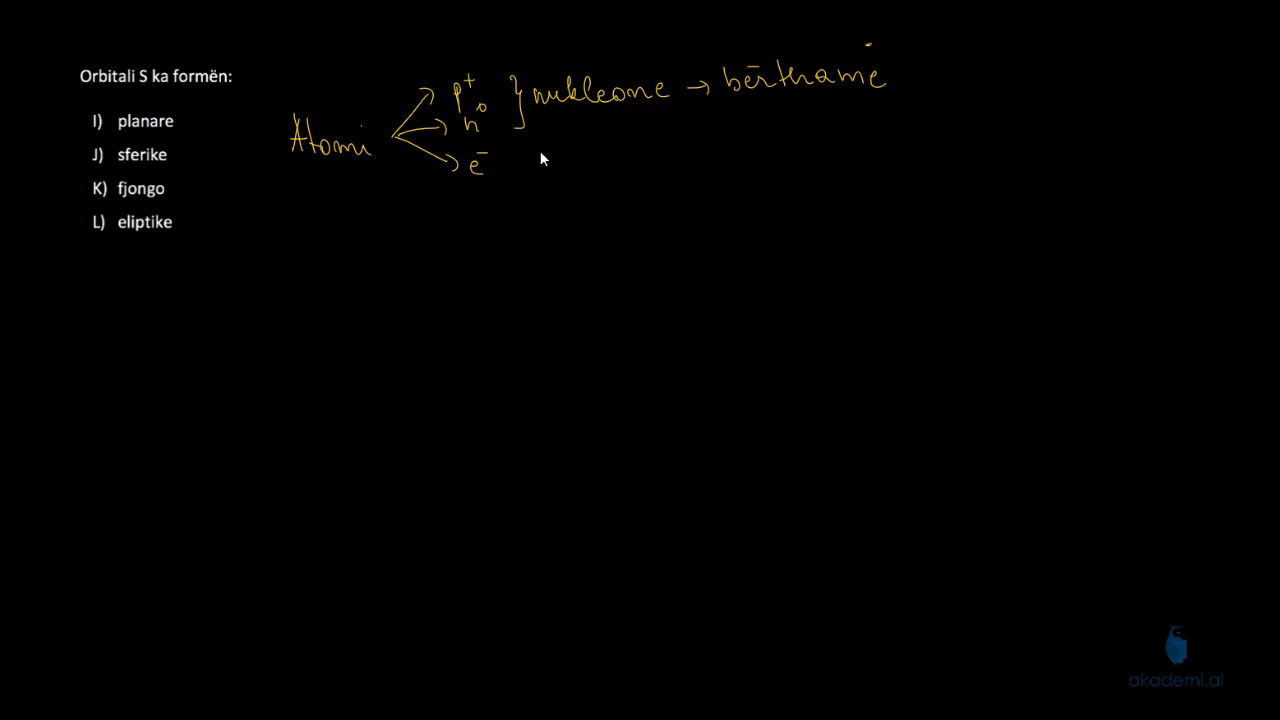 Orbitali S ka formën:
I) planare
J) sferike
K) fjongo
L) eliptike
Atomi
p⁺
n⁰
e⁻
} nukleone → bërthamë
akademi.al